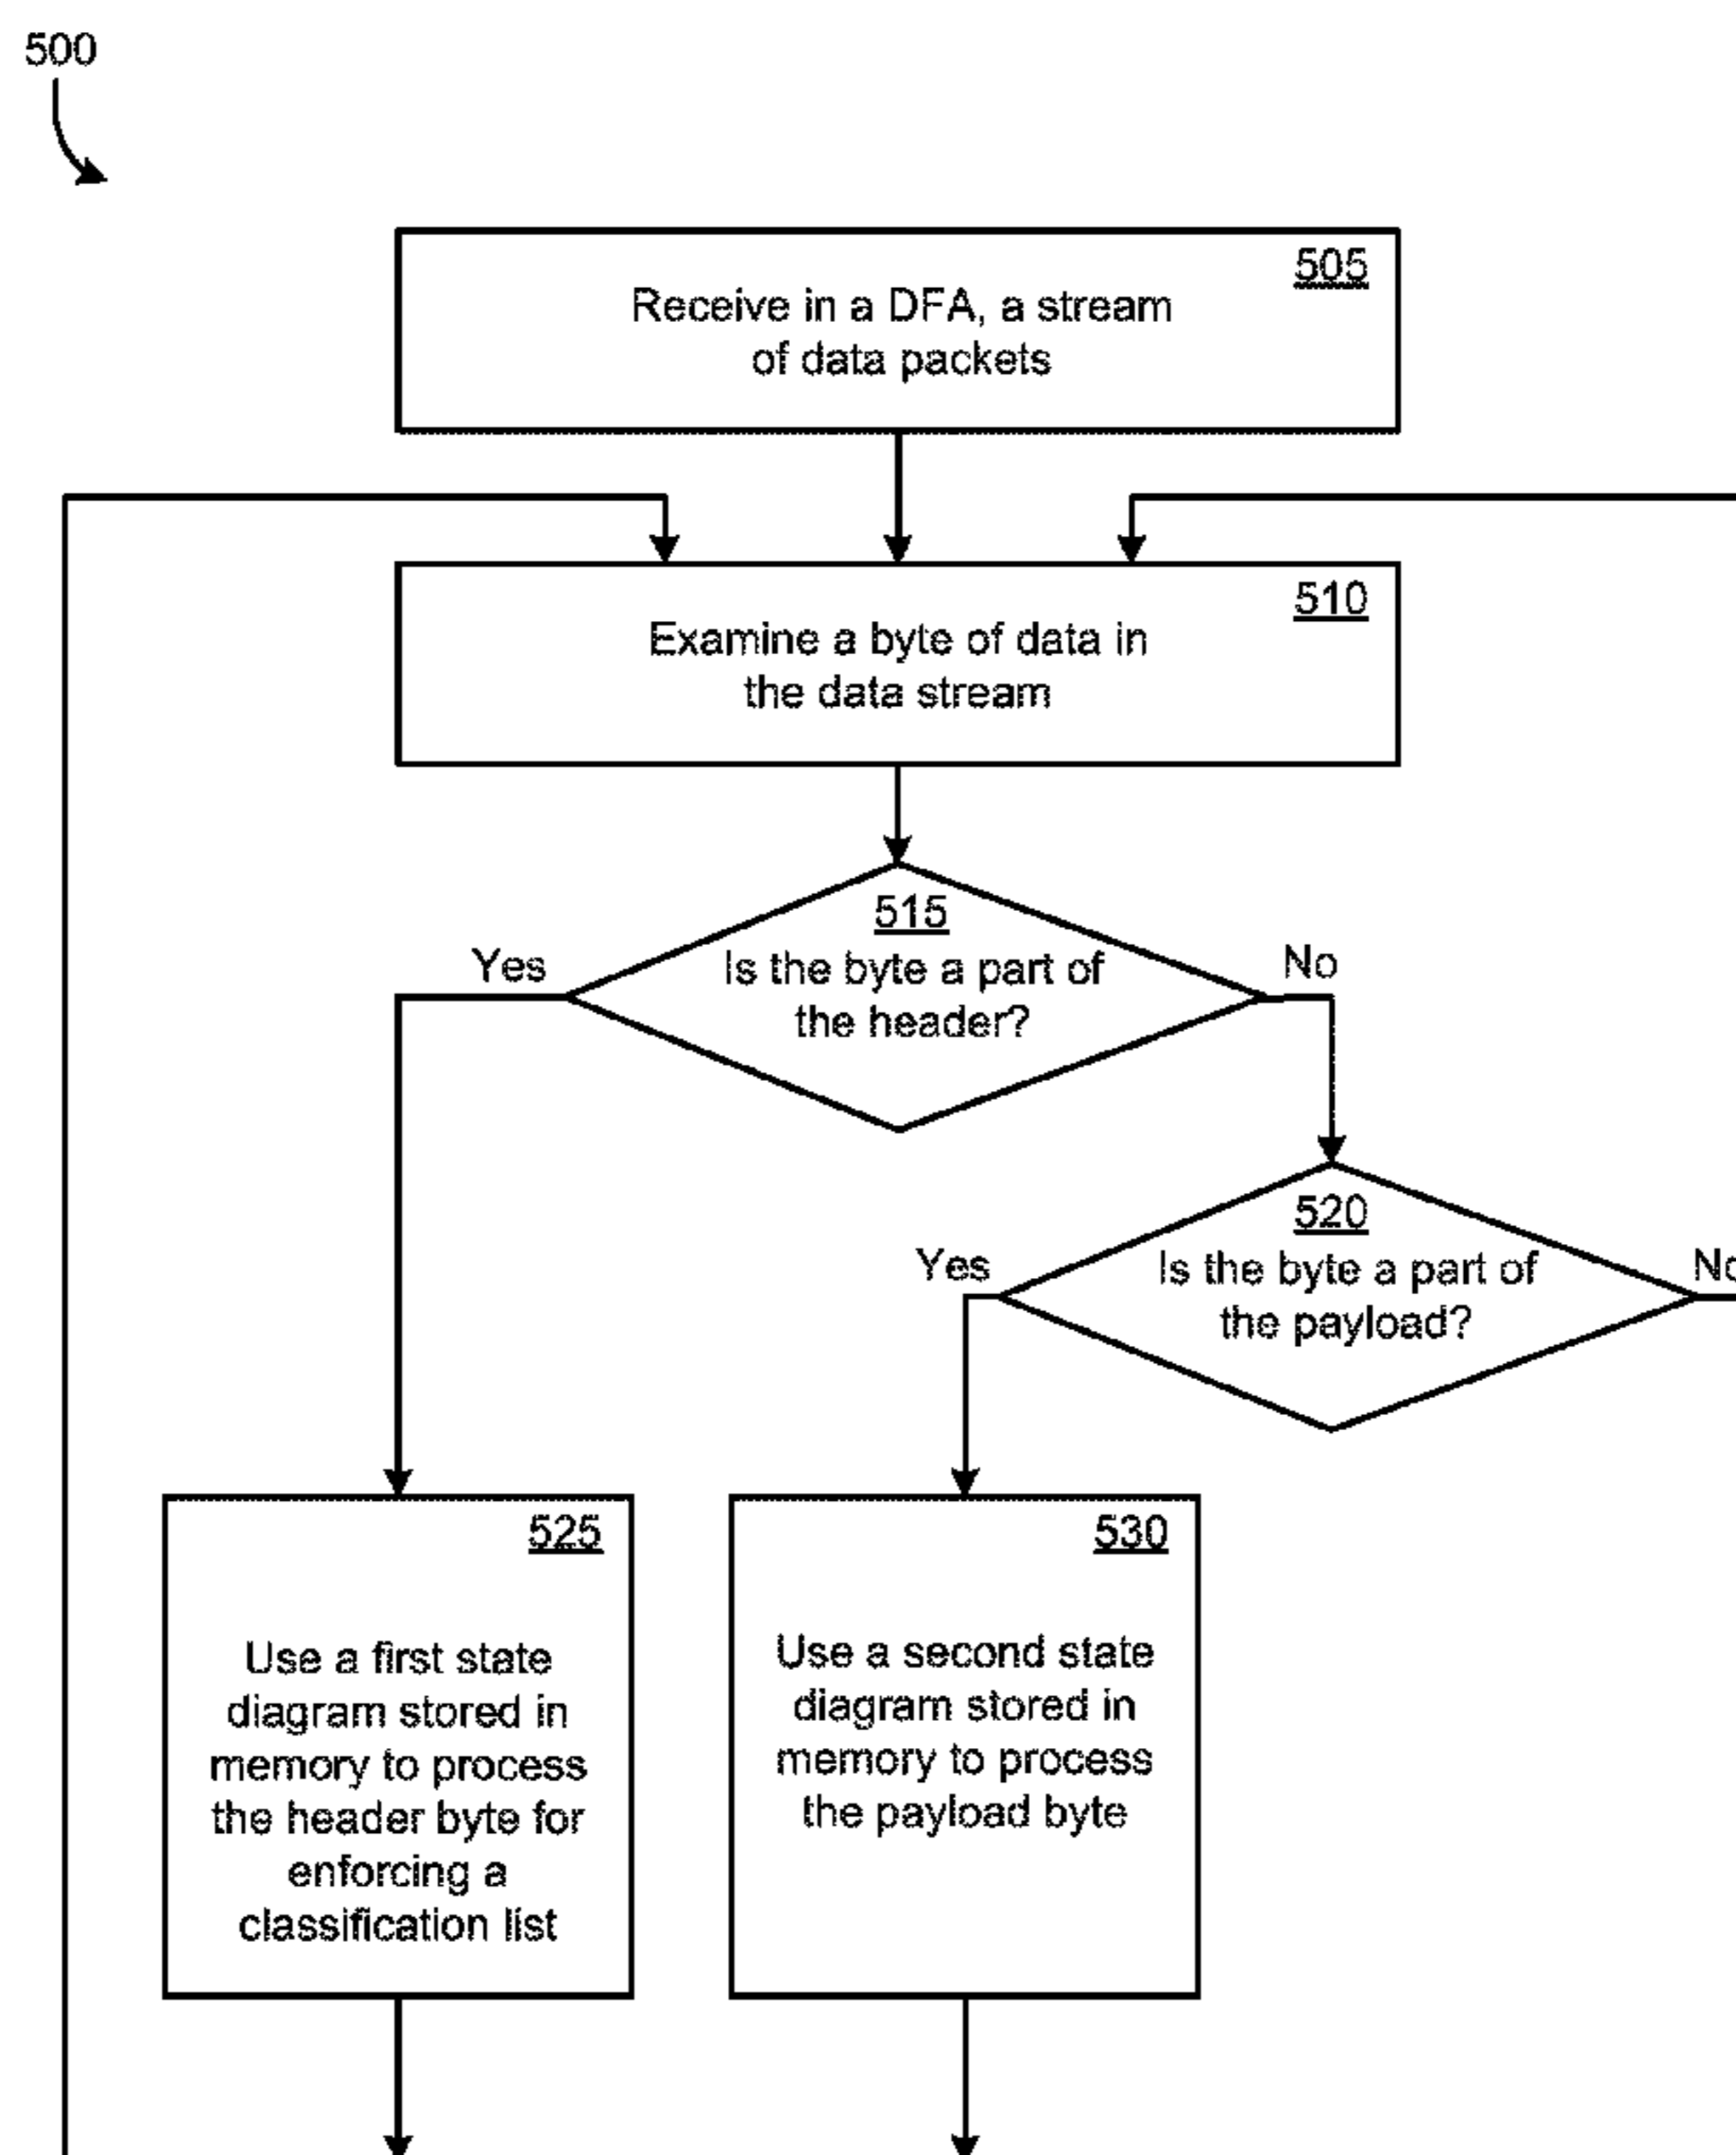 500
505
Receive in a DFA, a stream
of data packets
510
Examine a byte of data in
the data stream
515
Yes
No
Is the byte a part of
the header?
520
Yes
No
Is the byte a part of
the payload?
525
Use a first state
diagram stored in
memory to process
the header byte for
enforcing a
classification list
530
Use a second state
diagram stored in
memory to process
the payload byte